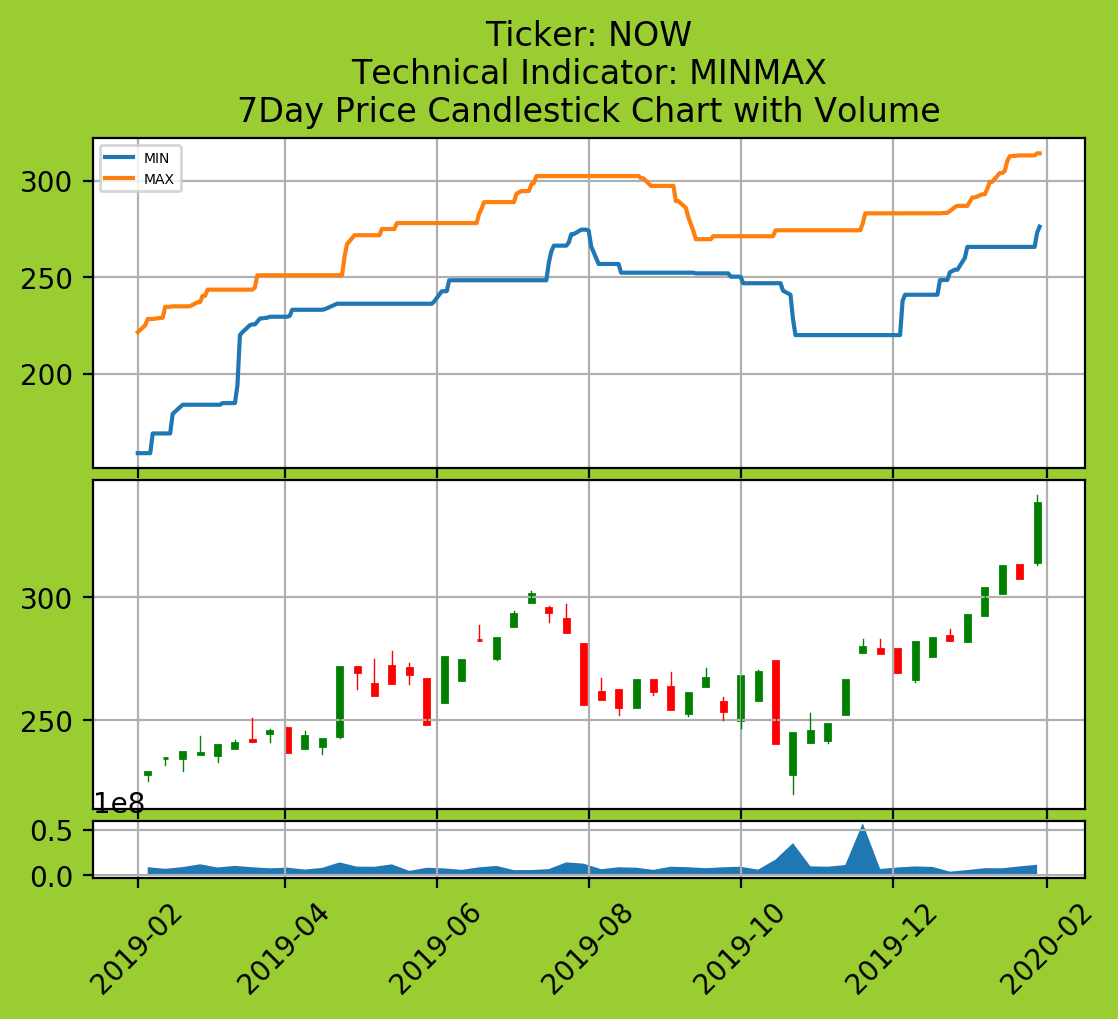 Ticker: NOW
Technical Indicator: MINMAX
7Day Price Candlestick Chart with Volume
MIN
MAX
300
250
200
300
250
1e8
0.5
0.0
2019-02
2019-04
2019-06
2019-08
2019-10
2019-12
2020-02